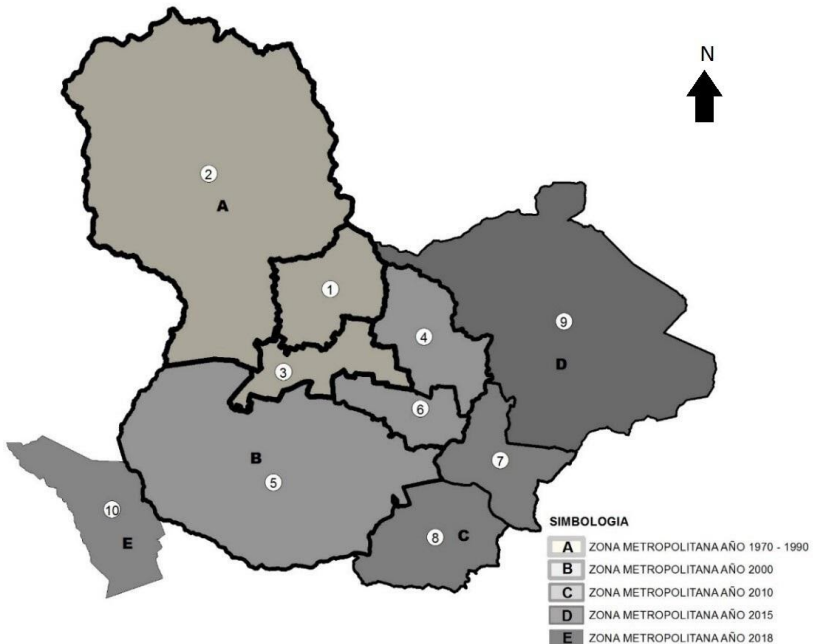 N
2
A
1
9
4
D
3
6
B
7
5
10
8
C
E
SIMBOLOGIA
A ZONA METROPOLITANA AÑO 1970 - 1990
B ZONA METROPOLITANA AÑO 2000
C ZONA METROPOLITANA AÑO 2010
D ZONA METROPOLITANA AÑO 2015
E ZONA METROPOLITANA AÑO 2018